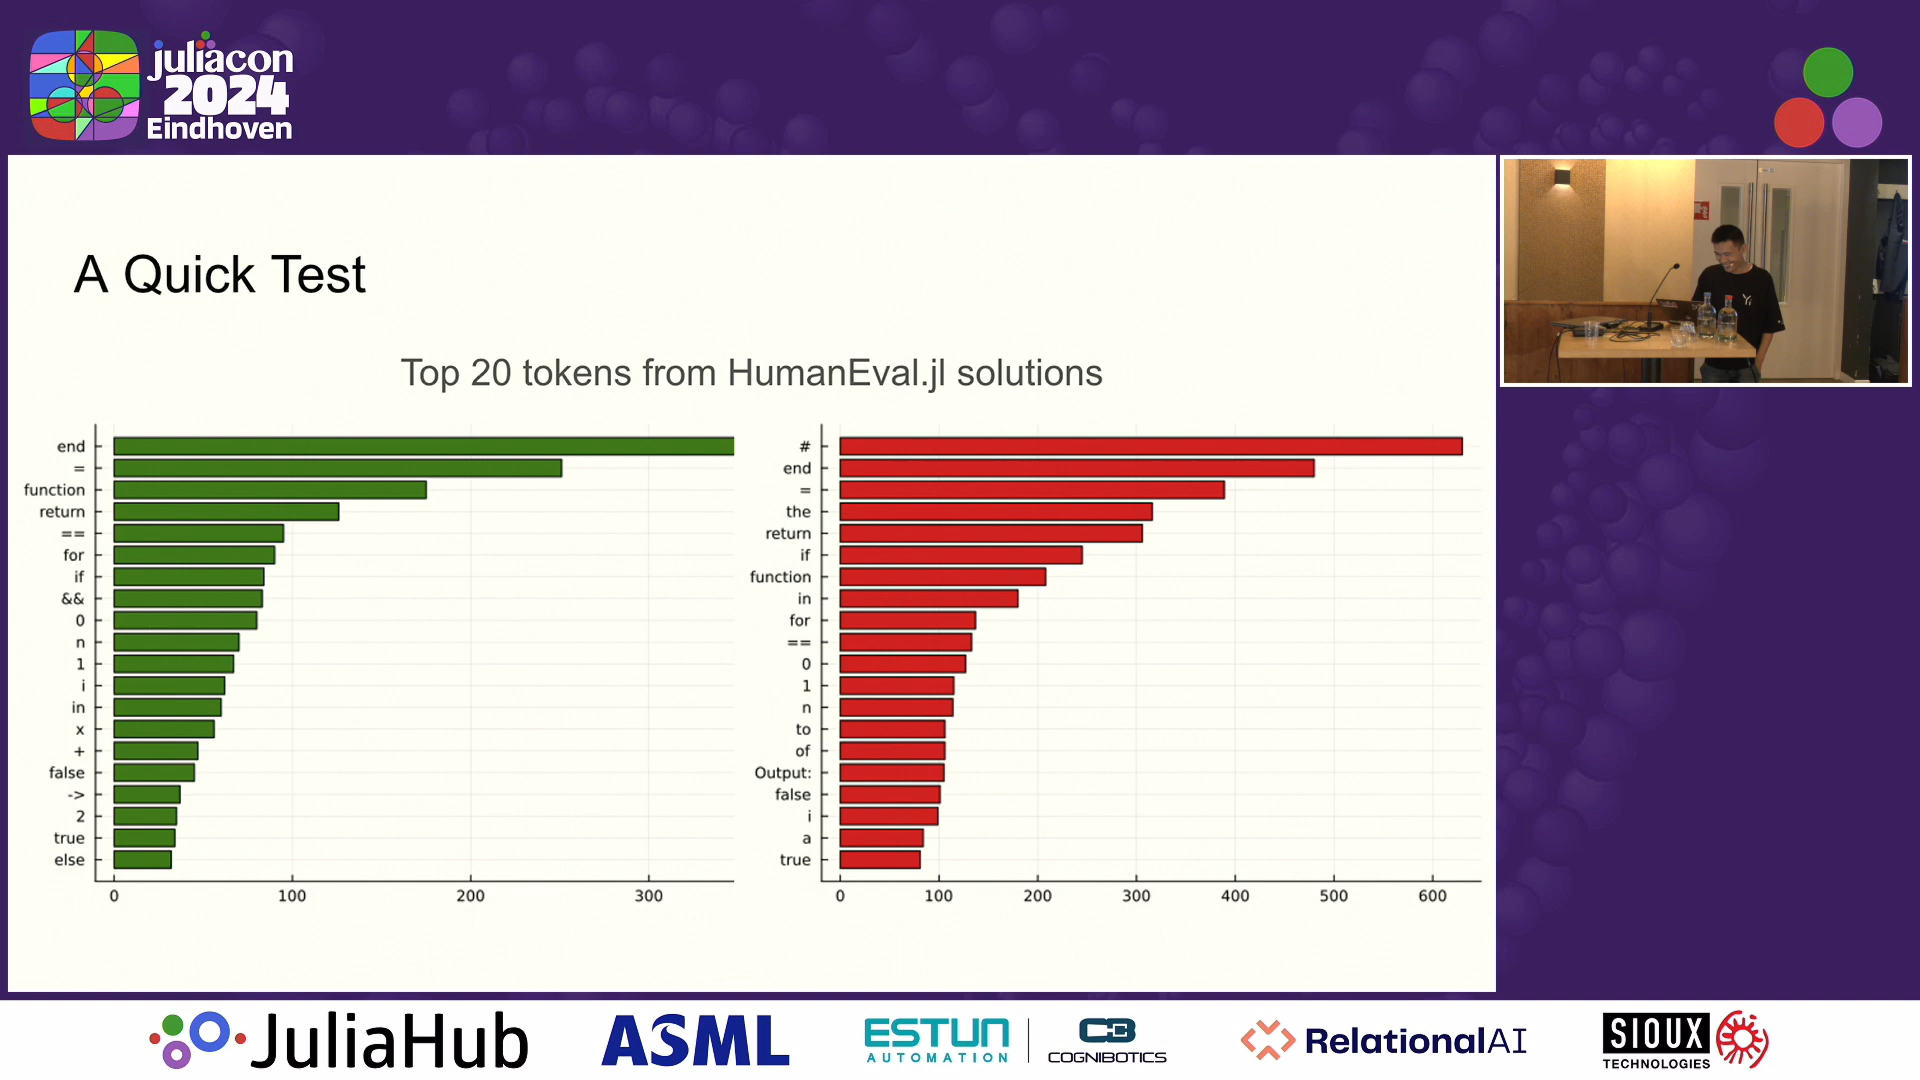 juliacon
2024
Eindhoven
A Quick Test
Top 20 tokens from HumanEval.jl solutions
end
=
function
return
==
for
if
&&
0
n
1
i
in
x
+
false
->
2
true
else
0 100 200 300
#
end
=
the
return
if
function
in
for
==
0
1
n
to
of
Output:
false
i
a
true
0 100 200 300 400 500 600
JuliaHub
ASML
ESTUN
AUTOMATION
COGNIBOTICS
RelationalAI
SIOUX
TECHNOLOGIES